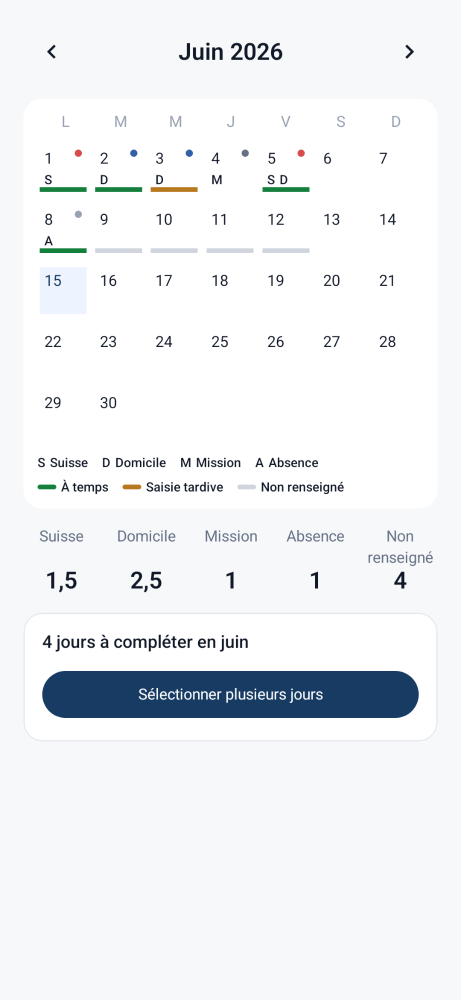 Juin 2026
L M M J V S D
1 2 3 4 5 6 7
S D D M S D
8 9 10 11 12 13 14
A
15 16 17 18 19 20 21
22 23 24 25 26 27 28
29 30
S Suisse D Domicile M Mission A Absence
À temps Saisie tardive Non renseigné
Suisse Domicile Mission Absence Non
renseigné
1,5 2,5 1 1 4
4 jours à compléter en juin
Sélectionner plusieurs jours